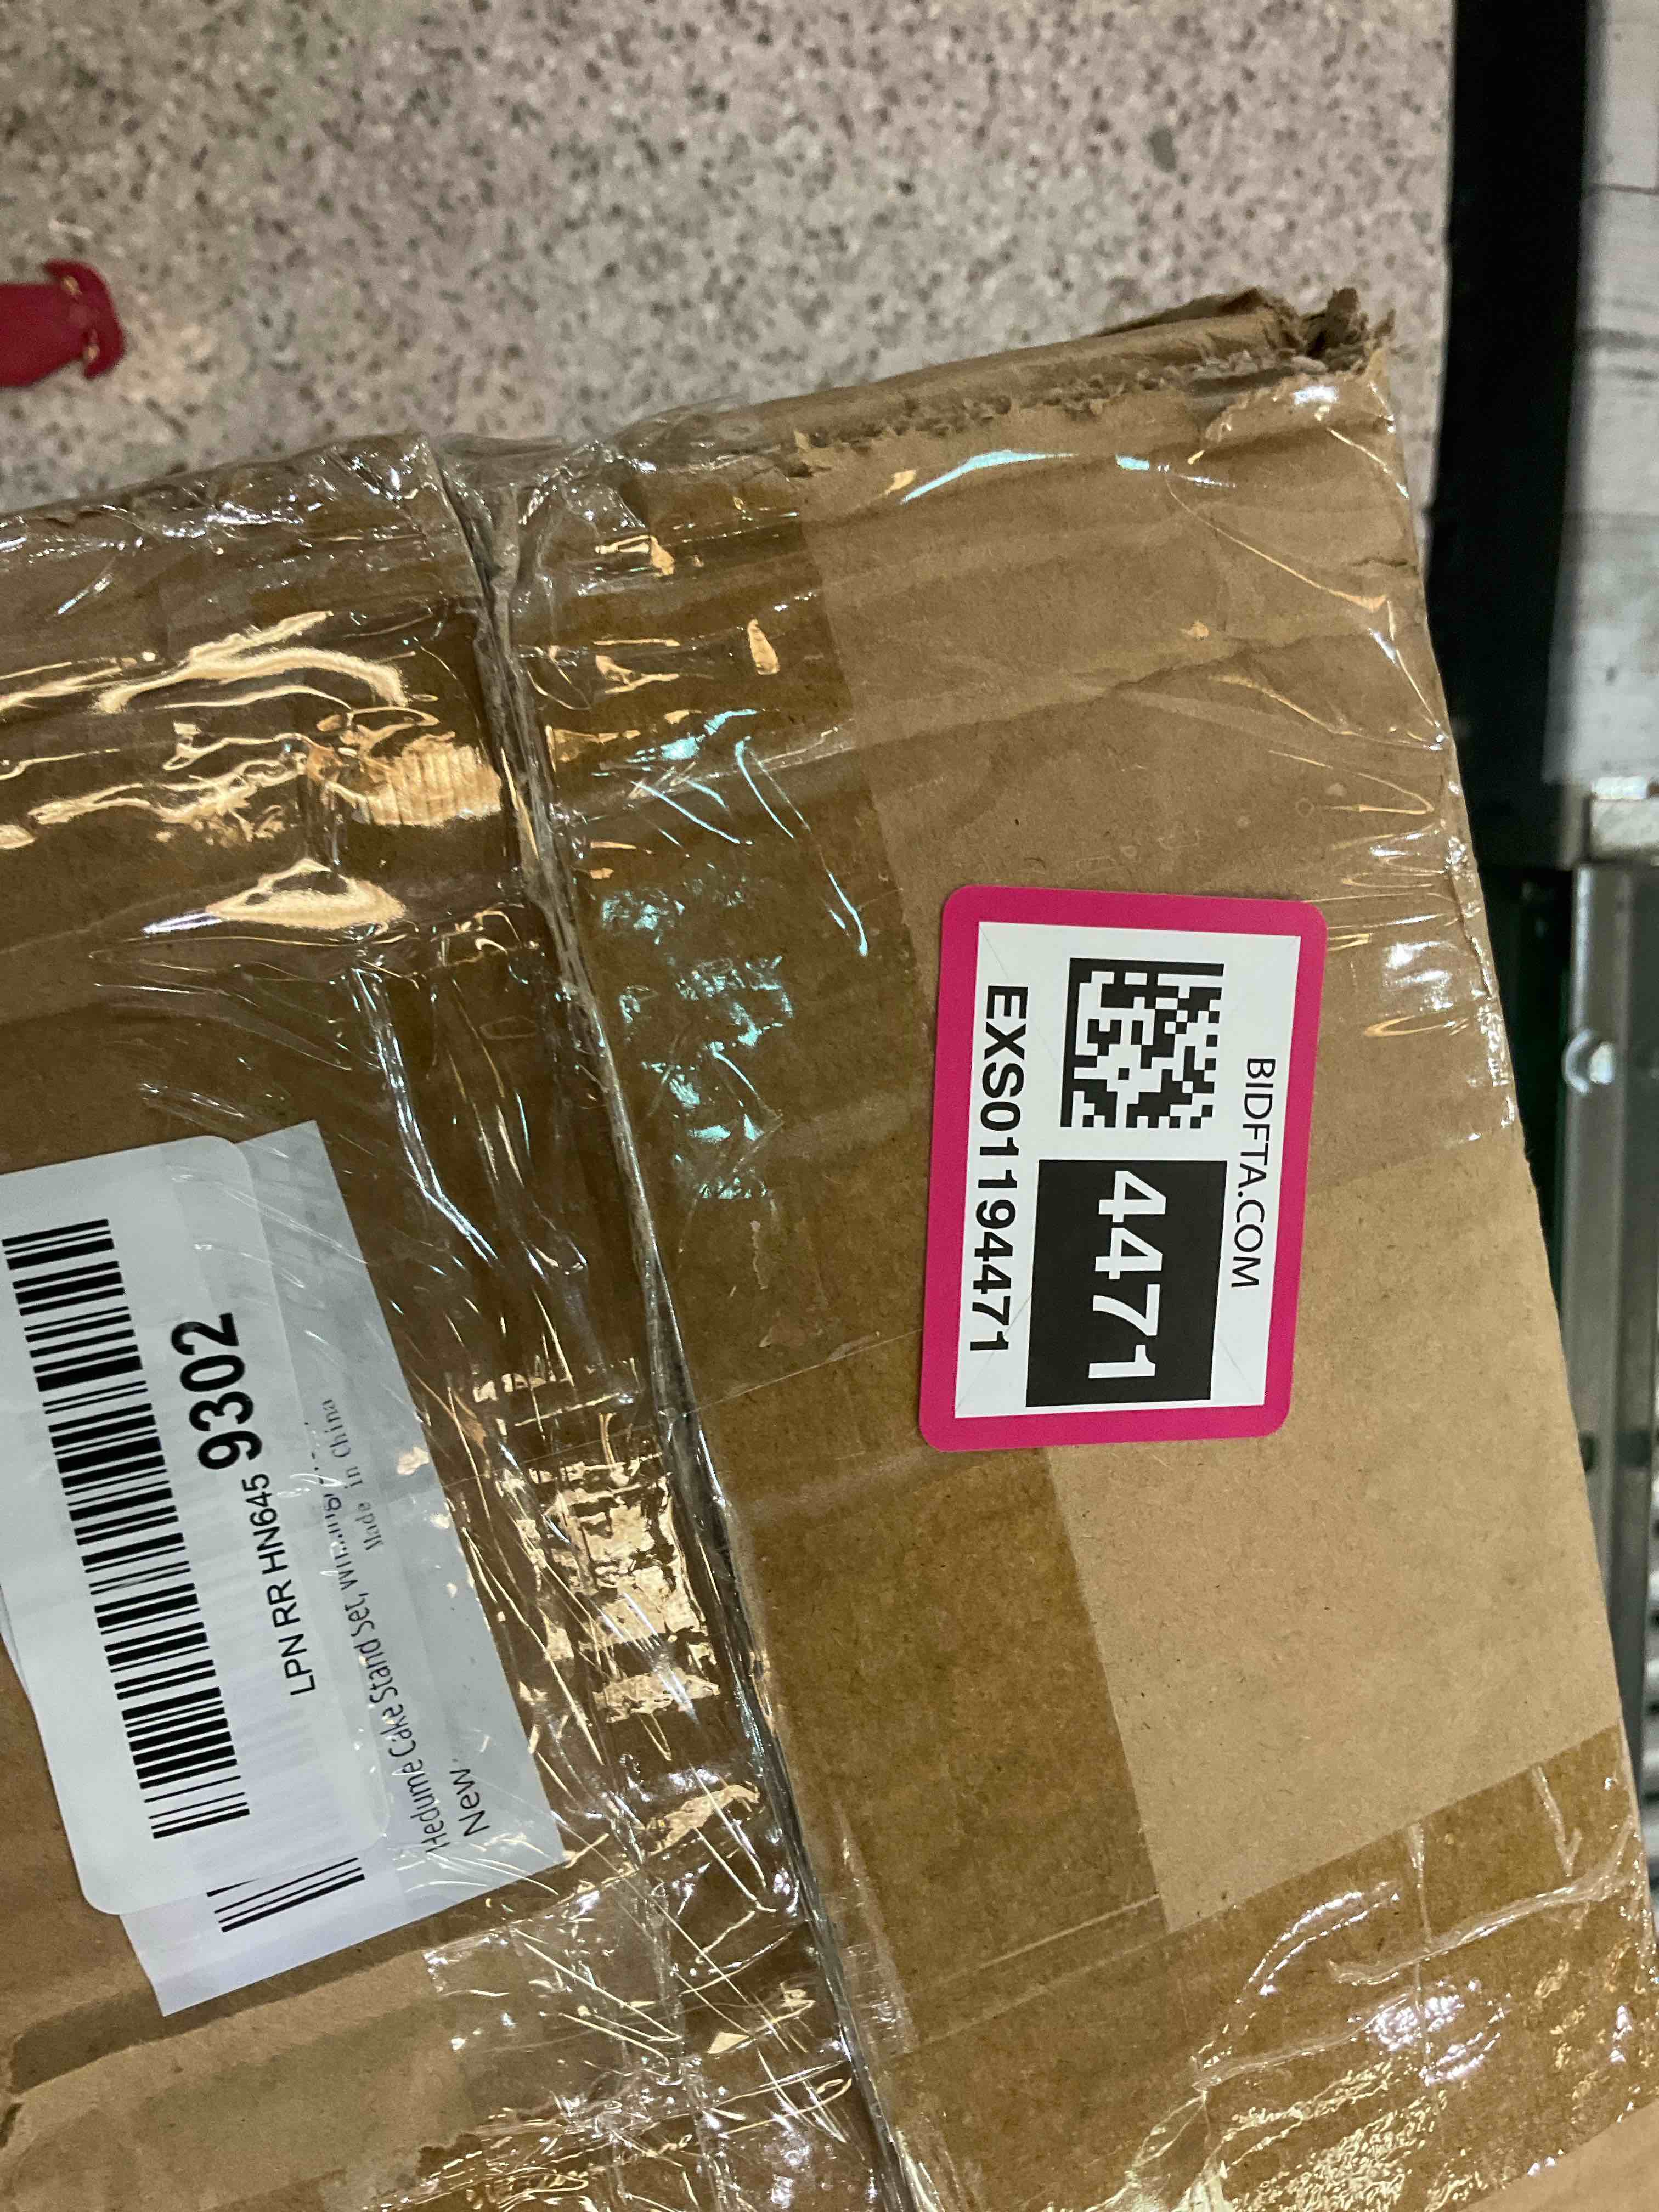 BIDFTA.COM
4471
EXS01194471
9302
LPN RR HN645
Hedume Cake Stand Set,
New
Made in China